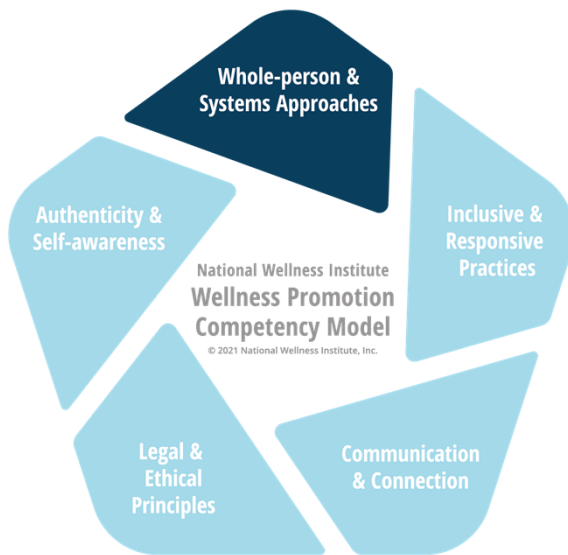 Whole-person &
Systems Approaches
Authenticity &
Self-awareness
Inclusive &
Responsive
Practices
National Wellness Institute
Wellness Promotion
Competency Model
© 2021 National Wellness Institute, Inc.
Legal &
Ethical
Principles
Communication
& Connection